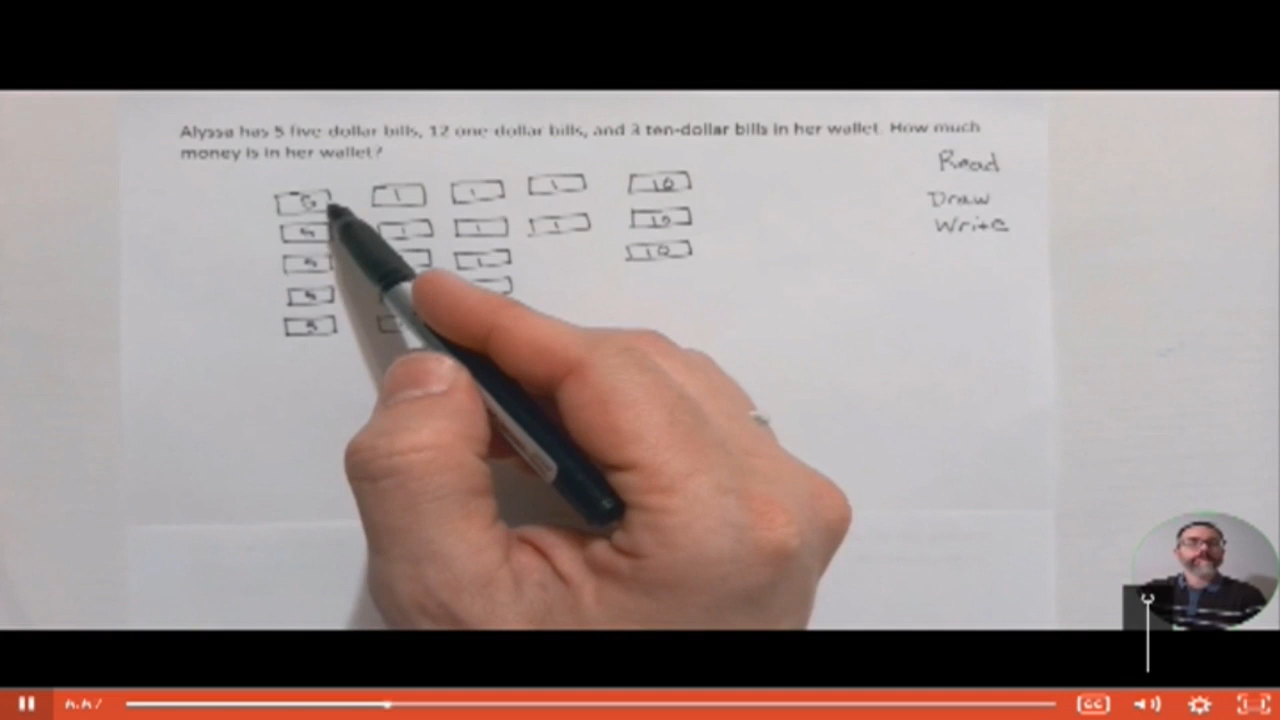 Alyssa has 5 five-dollar bills, 12 one-dollar bills, and 3 ten-dollar bills in her wallet. How much
money is in her wallet?
Read
Draw
Write
5 1 1 1 10
5 1 1 1 10
5 1 10
5
5
CC